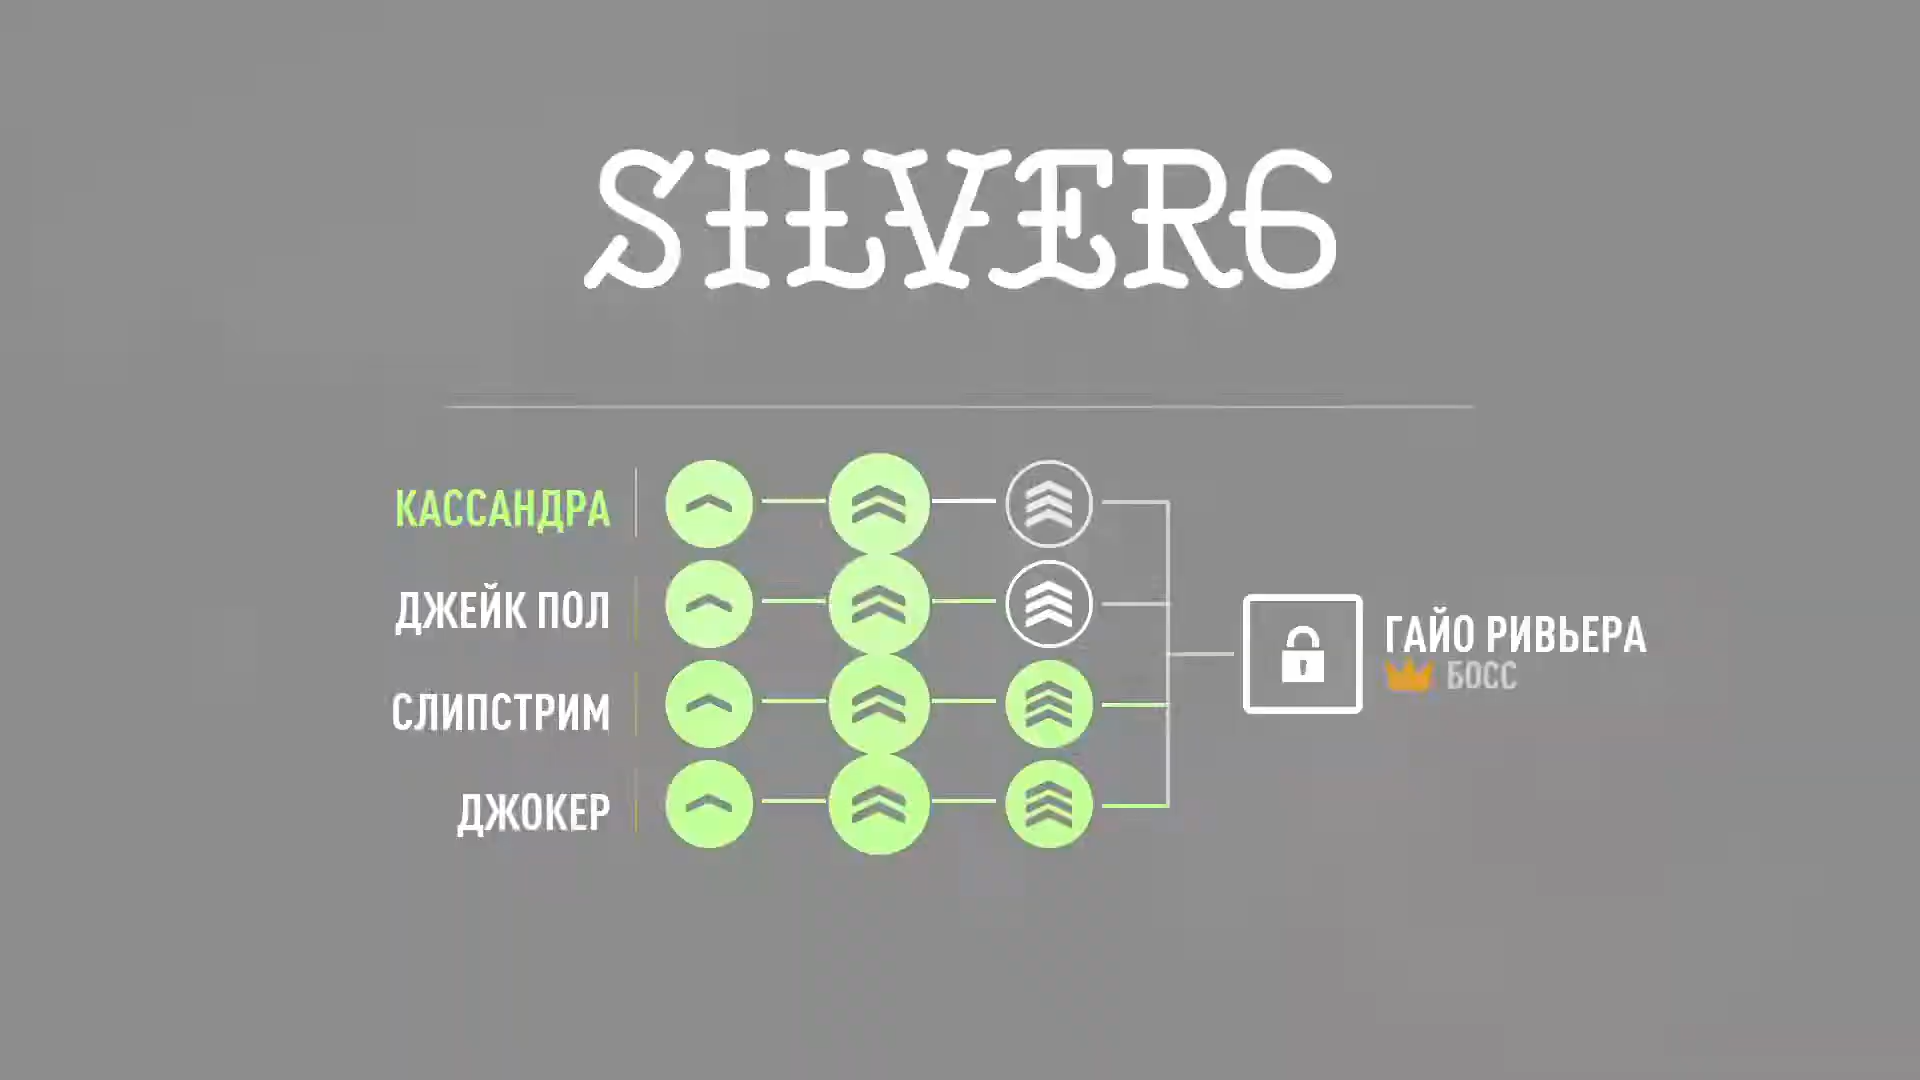 SILVER6
КАССАНДРА
ДЖЕЙК ПОЛ
СЛИПСТРИМ
ДЖОКЕР
ГАЙО РИВЬЕРА
БОСС